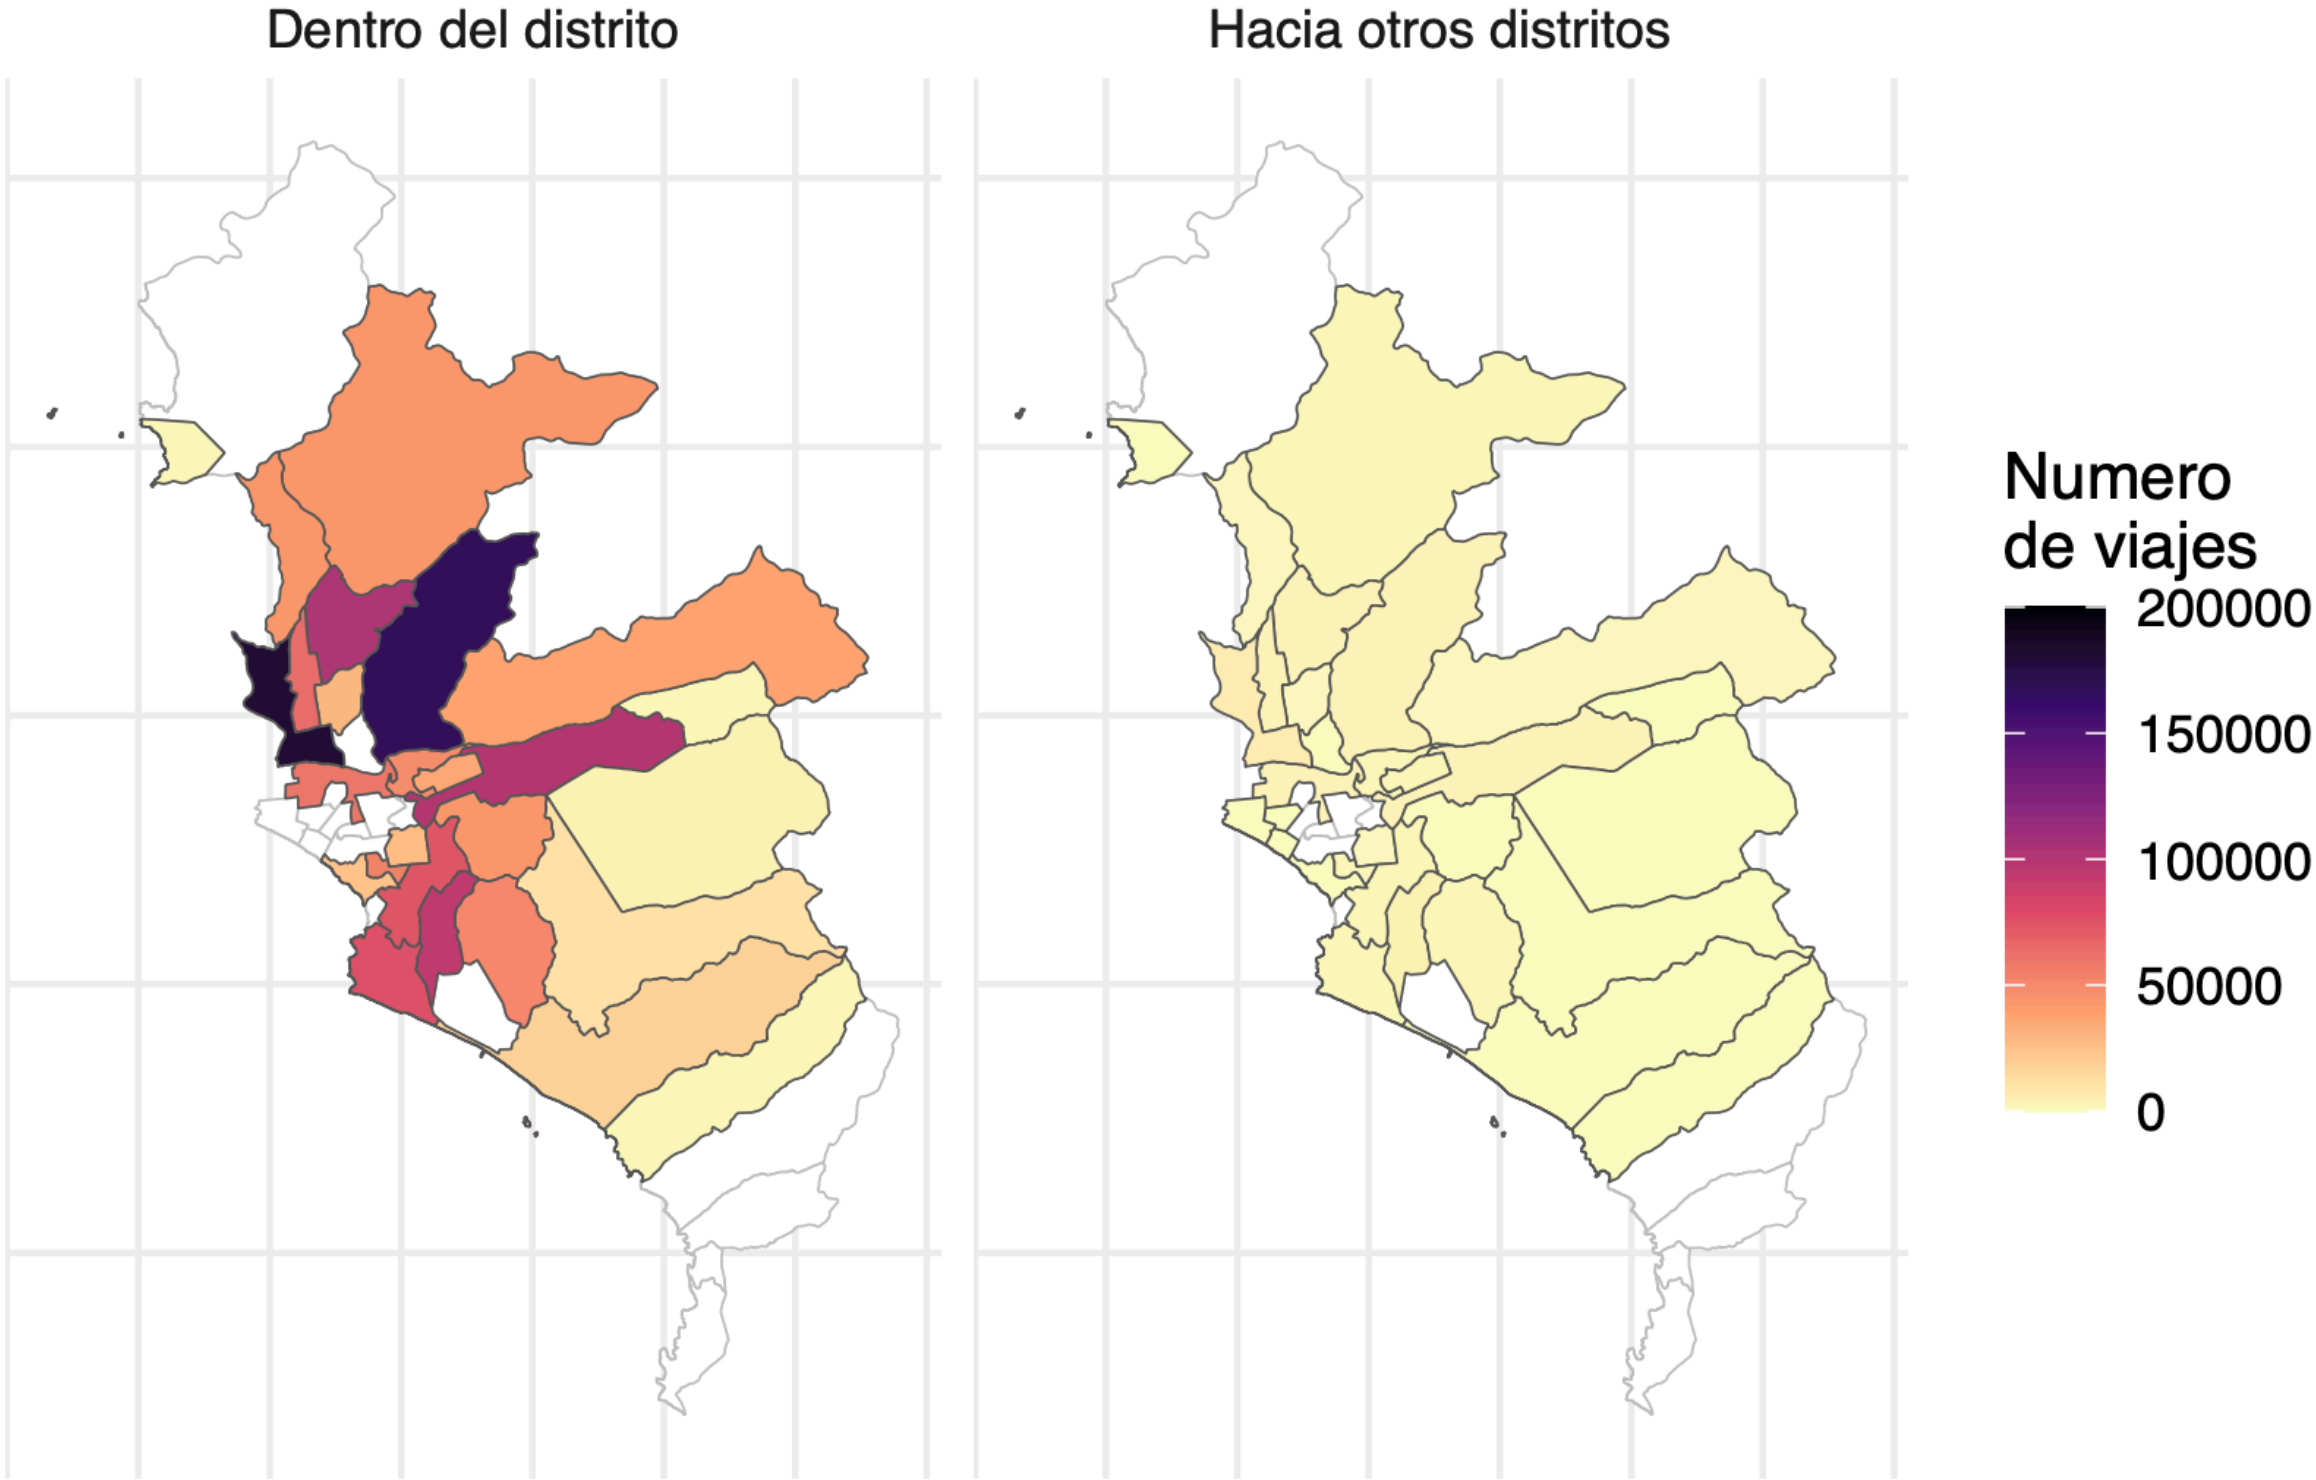 Dentro del distrito
Hacia otros distritos
Numero
de viajes
200000
150000
100000
50000
0